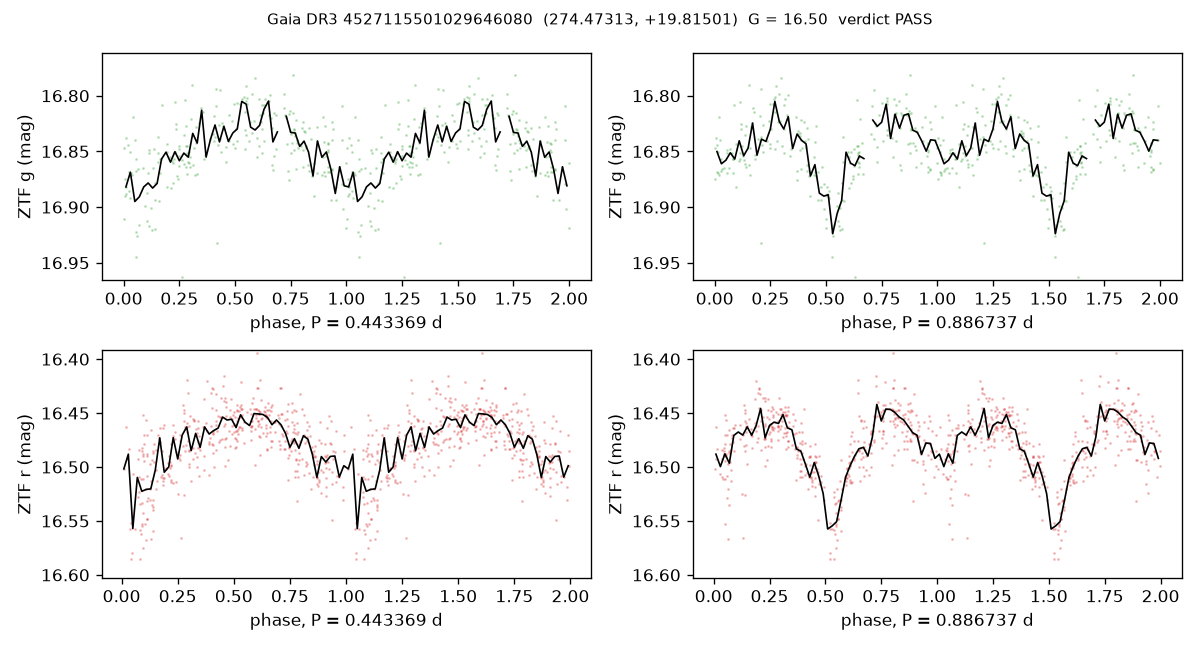 Gaia DR3 4527115501029646080 (274.47313, +19.81501) G = 16.50 verdict PASS
ZTF g (mag)
16.80
16.85
16.90
16.95
0.00 0.25 0.50 0.75 1.00 1.25 1.50 1.75 2.00
phase, P = 0.443369 d
ZTF g (mag)
16.80
16.85
16.90
16.95
0.00 0.25 0.50 0.75 1.00 1.25 1.50 1.75 2.00
phase, P = 0.886737 d
ZTF r (mag)
16.40
16.45
16.50
16.55
16.60
0.00 0.25 0.50 0.75 1.00 1.25 1.50 1.75 2.00
phase, P = 0.443369 d
ZTF r (mag)
16.40
16.45
16.50
16.55
16.60
0.00 0.25 0.50 0.75 1.00 1.25 1.50 1.75 2.00
phase, P = 0.886737 d